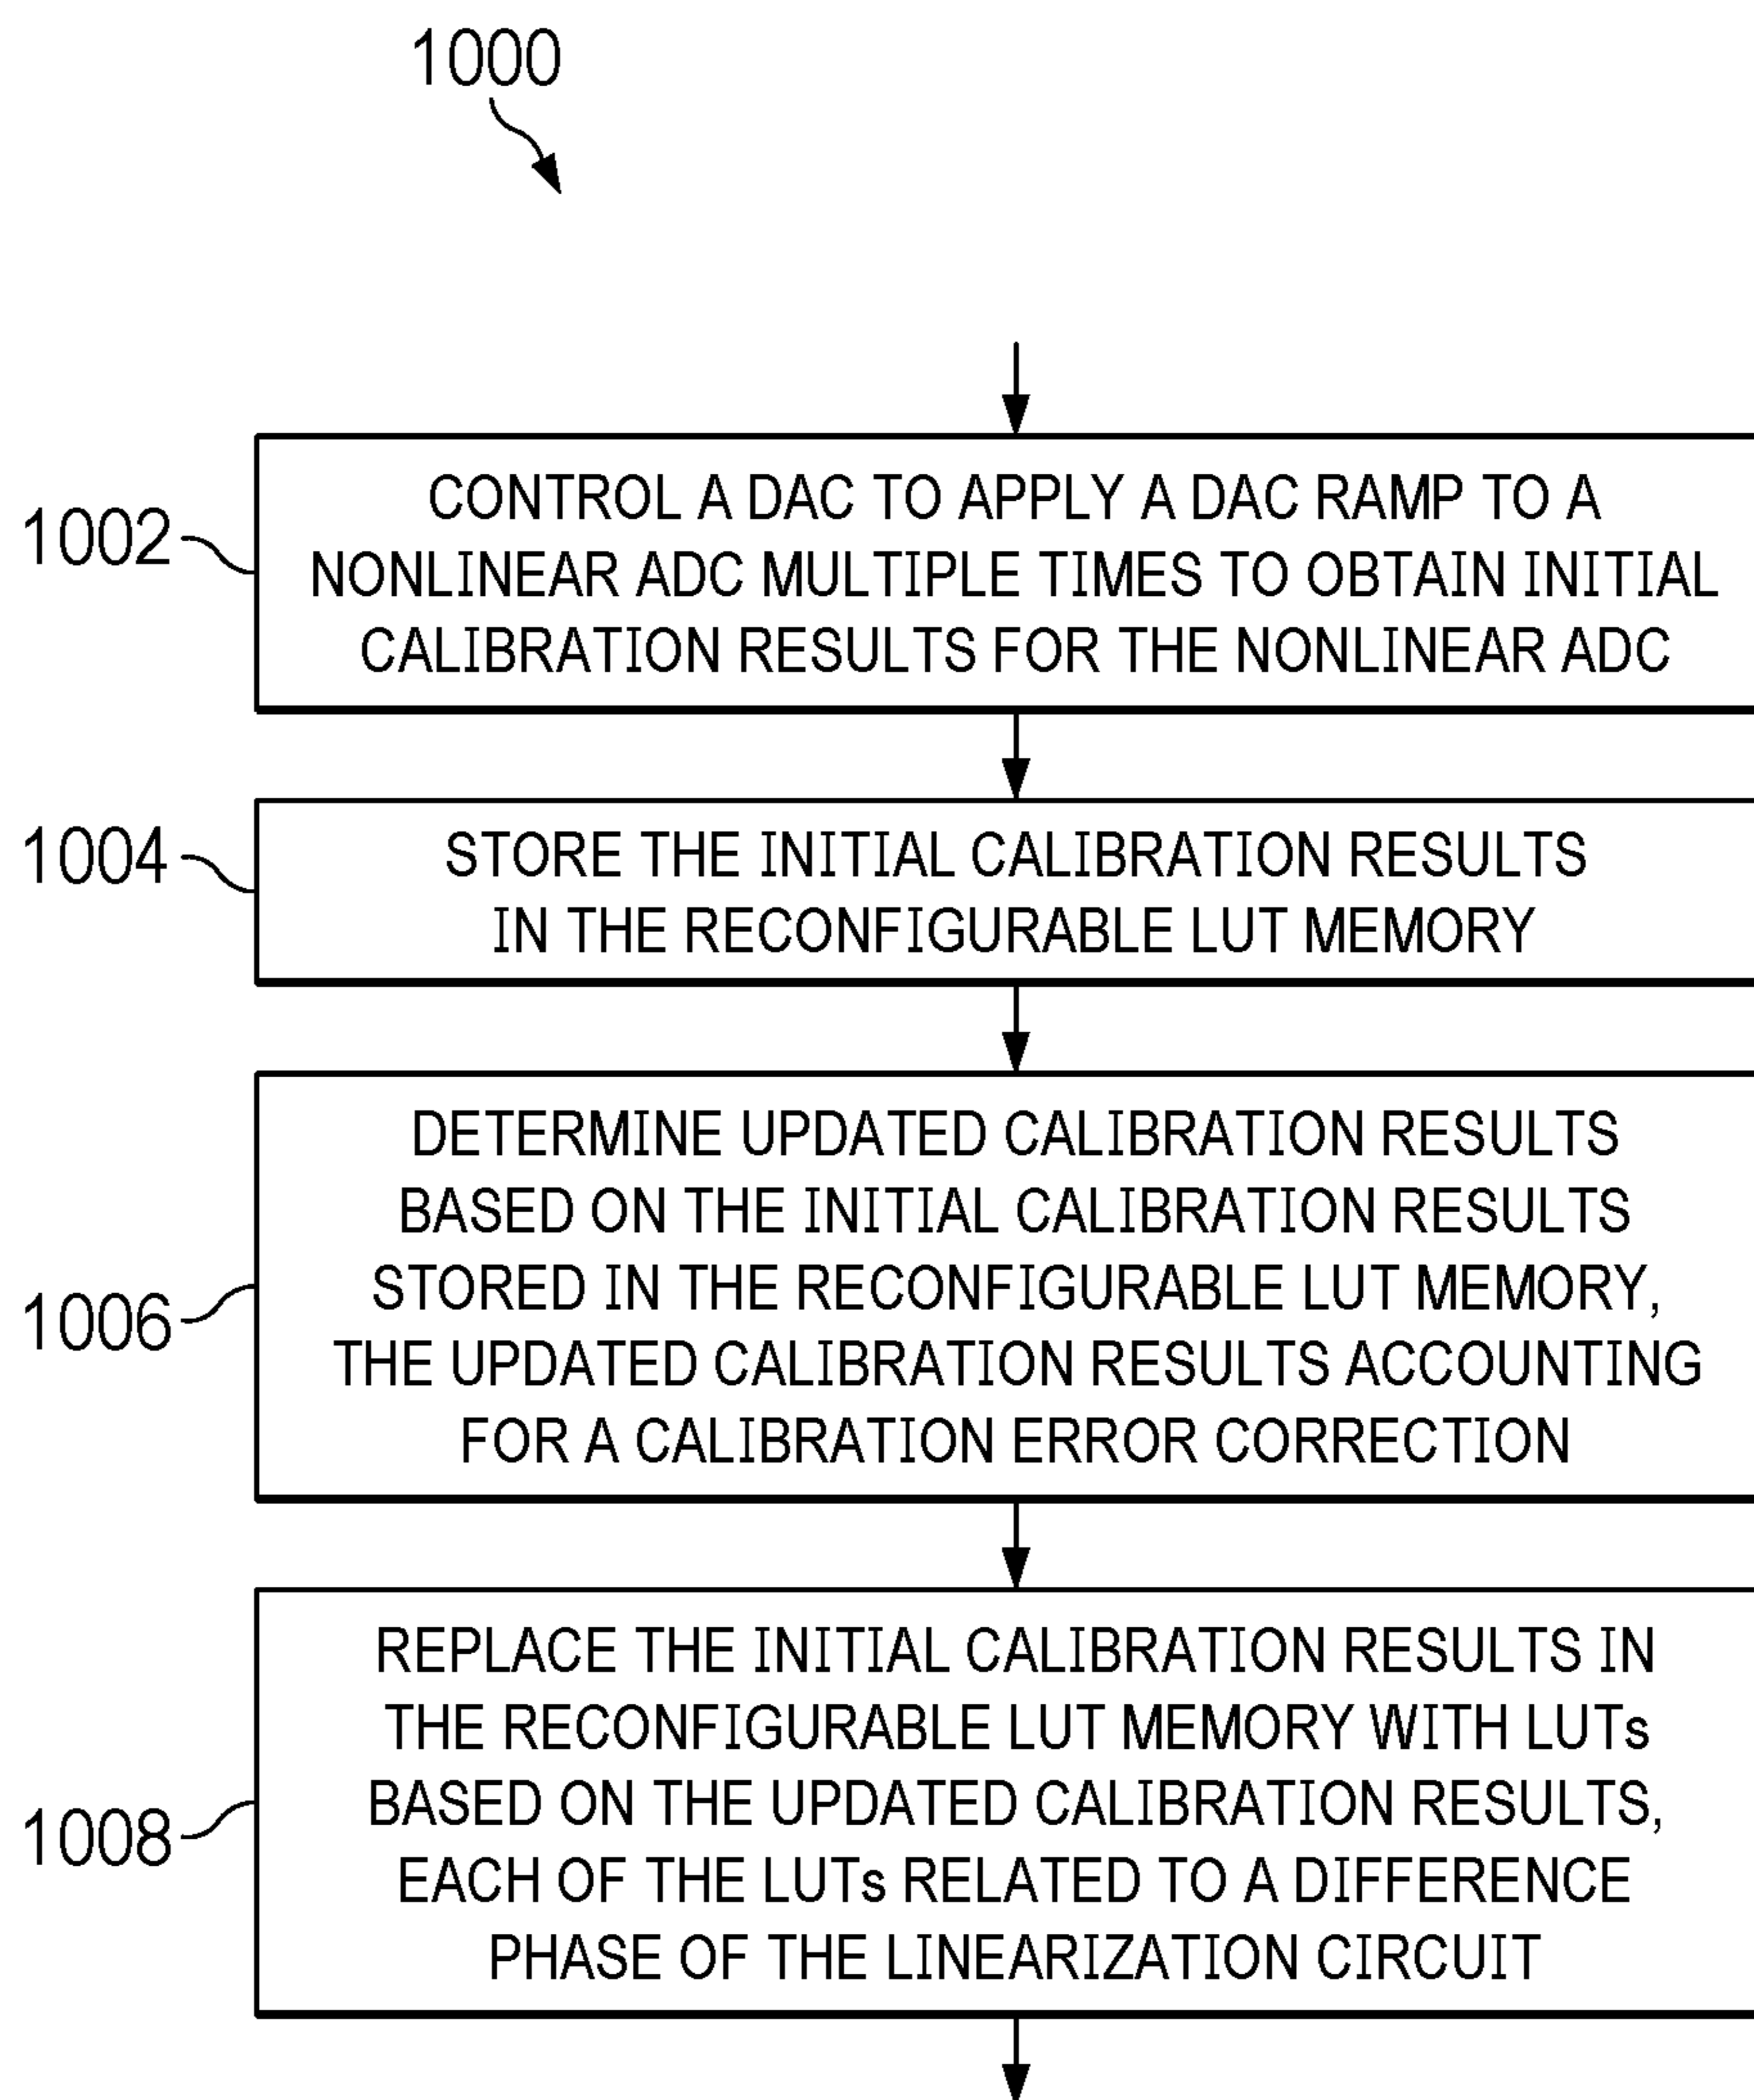 1000
1002
CONTROL A DAC TO APPLY A DAC RAMP TO A
NONLINEAR ADC MULTIPLE TIMES TO OBTAIN INITIAL
CALIBRATION RESULTS FOR THE NONLINEAR ADC
1004
STORE THE INITIAL CALIBRATION RESULTS
IN THE RECONFIGURABLE LUT MEMORY
1006
DETERMINE UPDATED CALIBRATION RESULTS
BASED ON THE INITIAL CALIBRATION RESULTS
STORED IN THE RECONFIGURABLE LUT MEMORY,
THE UPDATED CALIBRATION RESULTS ACCOUNTING
FOR A CALIBRATION ERROR CORRECTION
1008
REPLACE THE INITIAL CALIBRATION RESULTS IN
THE RECONFIGURABLE LUT MEMORY WITH LUTs
BASED ON THE UPDATED CALIBRATION RESULTS,
EACH OF THE LUTs RELATED TO A DIFFERENCE
PHASE OF THE LINEARIZATION CIRCUIT